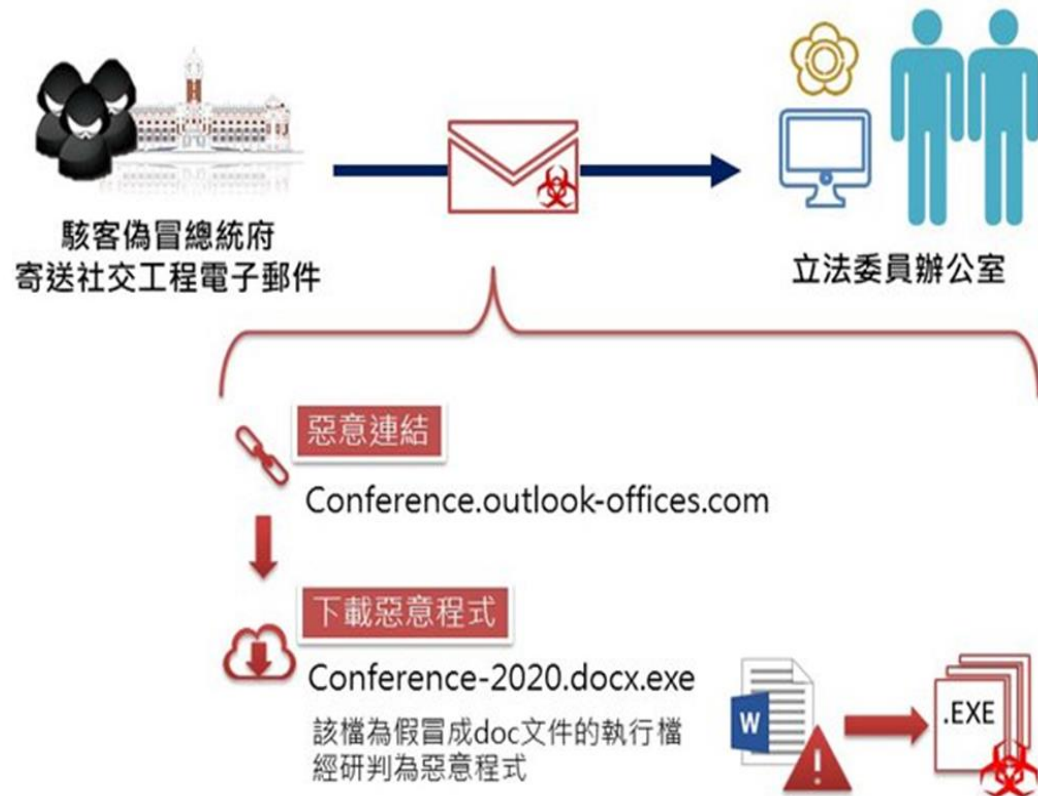 駭客偽冒總統府
寄送社交工程電子郵件
立法委員辦公室
惡意連結
Conference.outlook-offices.com
下載惡意程式
Conference-2020.docx.exe
該檔為假冒成doc文件的執行檔
經研判為惡意程式
W
.EXE